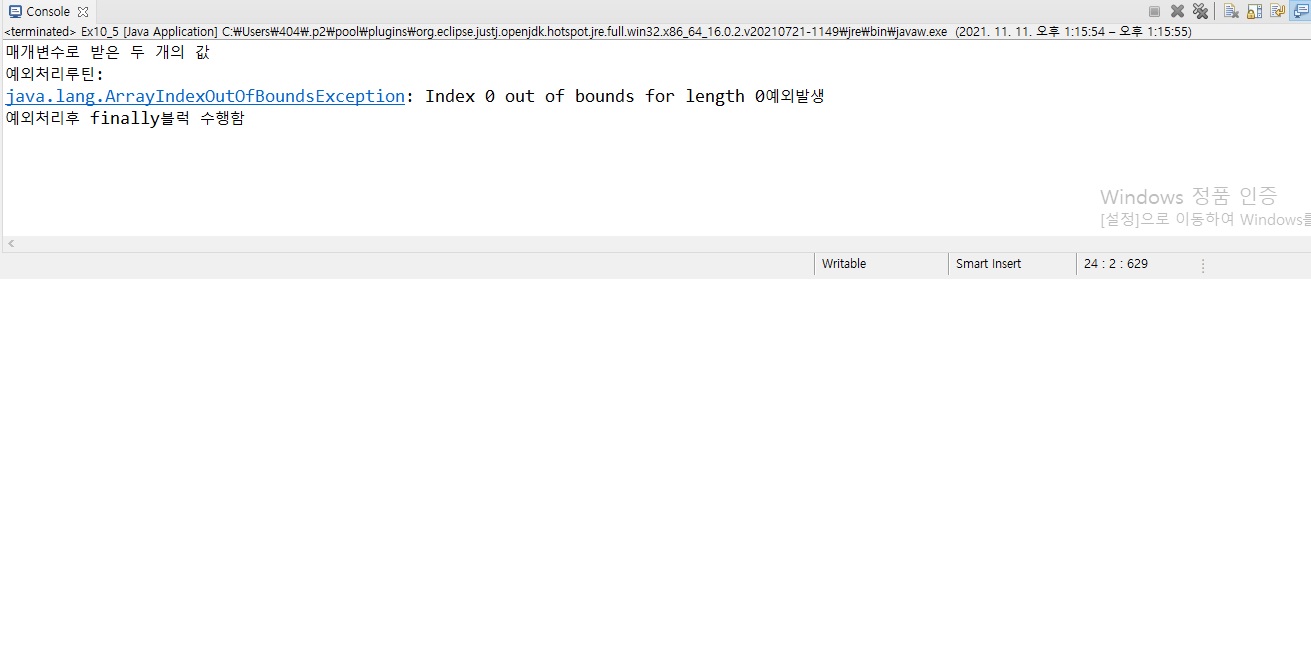 Console
<terminated> Ex10_5 [Java Application] C:₩Users₩404₩.p2₩pool₩plugins₩org.eclipse.justj.openjdk.hotspot.jre.full.win32.x86_64_16.0.2.v20210721-1149₩jre₩bin₩javaw.exe (2021. 11. 11. 오후 1:15:54 – 오후 1:15:55)
매개변수로 받은 두 개의 값
예외처리루틴:
java.lang.ArrayIndexOutOfBoundsException: Index 0 out of bounds for length 0예외발생
예외처리후 finally블럭 수행함
Windows 정품 인증
[설정]으로 이동하여 Windows를
Writable
Smart Insert
24 : 2 : 629